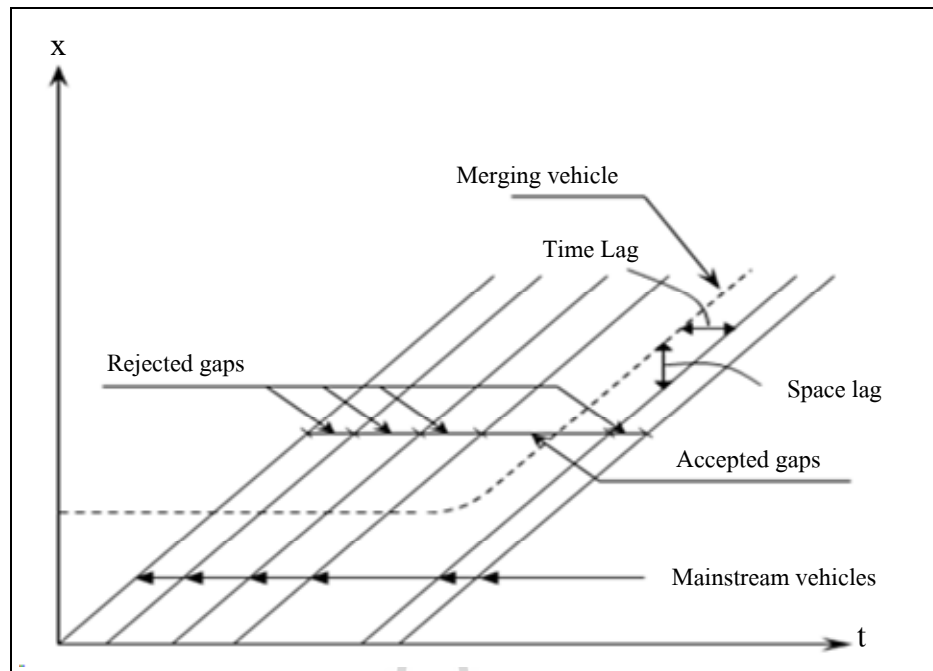 x
Merging vehicle
Time Lag
Rejected gaps
Space lag
Accepted gaps
Mainstream vehicles
t